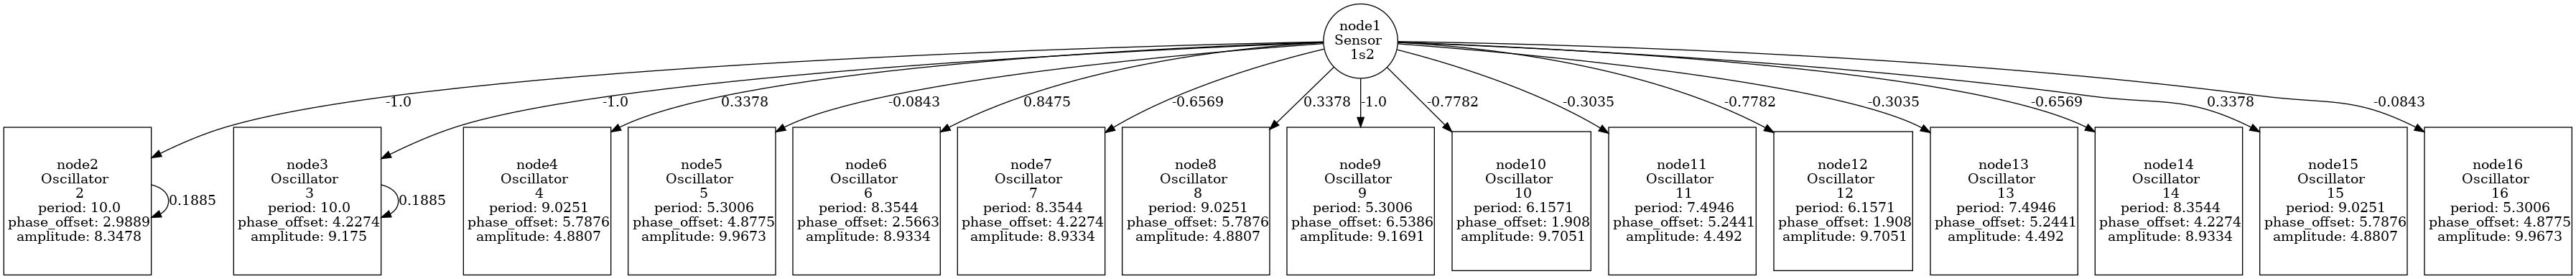 node1
Sensor
1s2
-1.0
-1.0
0.3378
-0.0843
0.8475
-0.6569
0.3378
-1.0
-0.7782
-0.3035
-0.7782
-0.3035
-0.6569
0.3378
-0.0843
node2
Oscillator
2
period: 10.0
phase_offset: 2.9889
amplitude: 8.3478
0.1885
node3
Oscillator
3
period: 10.0
phase_offset: 4.2274
amplitude: 9.175
0.1885
node4
Oscillator
4
period: 9.0251
phase_offset: 5.7876
amplitude: 4.8807
node5
Oscillator
5
period: 5.3006
phase_offset: 4.8775
amplitude: 9.9673
node6
Oscillator
6
period: 8.3544
phase_offset: 2.5663
amplitude: 8.9334
node7
Oscillator
7
period: 8.3544
phase_offset: 4.2274
amplitude: 8.9334
node8
Oscillator
8
period: 9.0251
phase_offset: 5.7876
amplitude: 4.8807
node9
Oscillator
9
period: 5.3006
phase_offset: 6.5386
amplitude: 9.1691
node10
Oscillator
10
period: 6.1571
phase_offset: 1.908
amplitude: 9.7051
node11
Oscillator
11
period: 7.4946
phase_offset: 5.2441
amplitude: 4.492
node12
Oscillator
12
period: 6.1571
phase_offset: 1.908
amplitude: 9.7051
node13
Oscillator
13
period: 7.4946
phase_offset: 5.2441
amplitude: 4.492
node14
Oscillator
14
period: 8.3544
phase_offset: 4.2274
amplitude: 8.9334
node15
Oscillator
15
period: 9.0251
phase_offset: 5.7876
amplitude: 4.8807
node16
Oscillator
16
period: 5.3006
phase_offset: 4.8775
amplitude: 9.9673